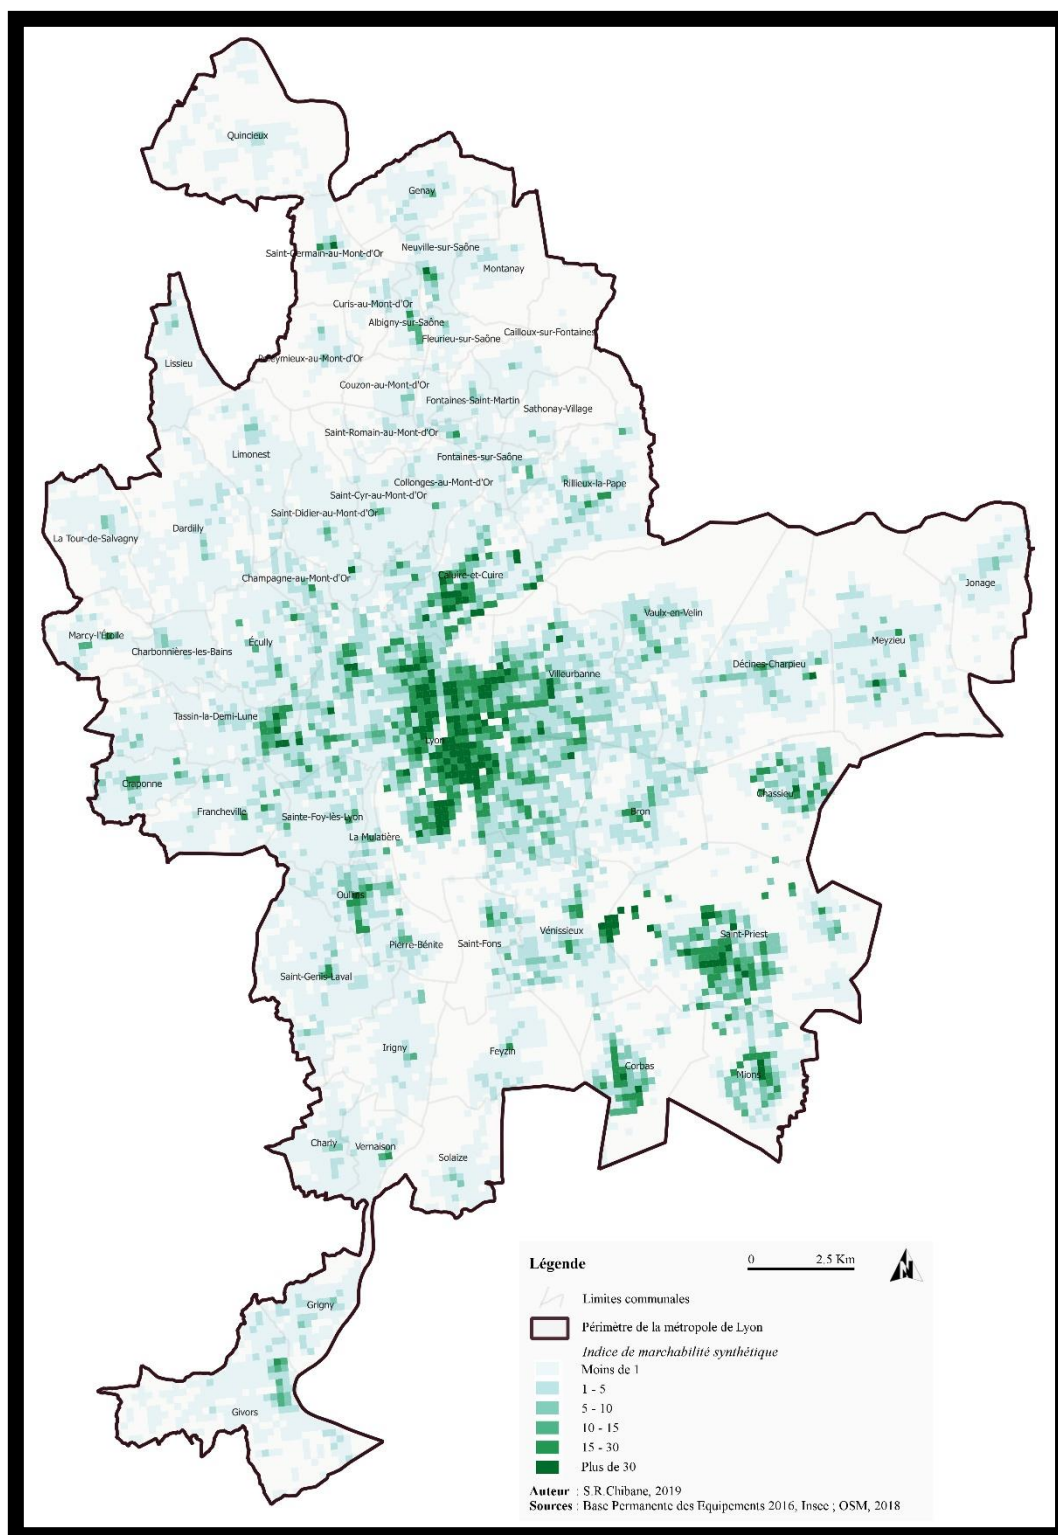 Quincieux
Genay
Saint-Germain-au-Mont-d'Or
Neuville-sur-Saône
Montanay
Curis-au-Mont-d'Or
Albigny-sur-Saône
Fleurieu-sur-Saône
Cailloux-sur-Fontaines
Lissieu
Poleymieux-au-Mont-d'Or
Couzon-au-Mont-d'Or
Fontaines-Saint-Martin
Sathonay-Village
Saint-Romain-au-Mont-d'Or
Limonest
Fontaines-sur-Saône
Collonges-au-Mont-d'Or
Rillieux-la-Pape
Saint-Cyr-au-Mont-d'Or
Saint-Didier-au-Mont-d'Or
Dardilly
La Tour-de-Salvagny
Champagne-au-Mont-d'Or
Caluire-et-Cuire
Jonage
Vaulx-en-Velin
Marcy-l'Étoile
Charbonnières-les-Bains
Écully
Meyzieu
Décines-Charpieu
Villeurbanne
Tassin-la-Demi-Lune
Lyon
Craponne
Chassieu
Francheville
Sainte-Foy-lès-Lyon
Bron
La Mulatière
Oullins
Pierre-Bénite
Saint-Fons
Vénissieux
Saint-Priest
Saint-Genis-Laval
Irigny
Feyzin
Corbas
Mions
Charly
Vernaison
Solaize
Grigny
Givors
Légende
0 2.5 Km
N
Limites communales
Périmètre de la métropole de Lyon
Indice de marchabilité synthétique
Moins de 1
1 - 5
5 - 10
10 - 15
15 - 30
Plus de 30
Auteur : S.R.Chibane, 2019
Sources : Base Permanente des Equipements 2016, Insee ; OSM, 2018